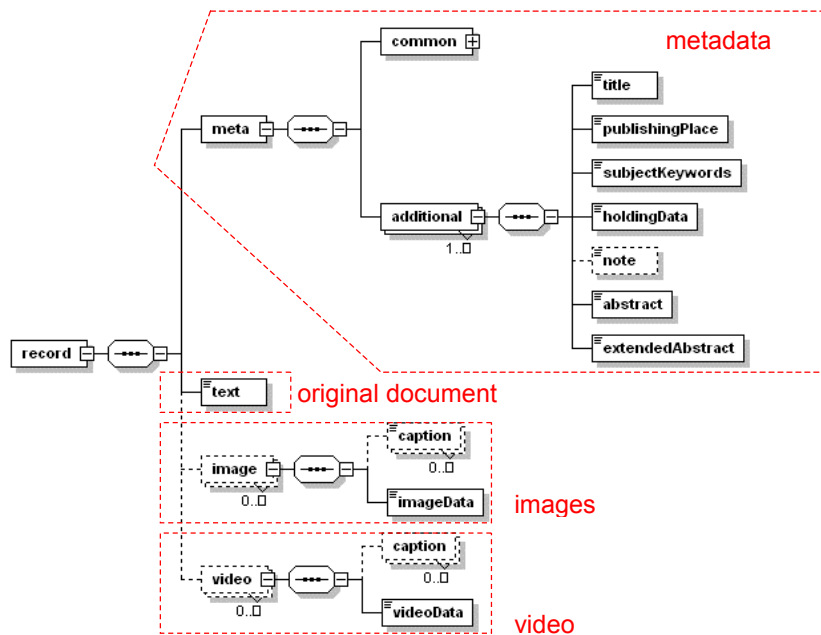 common
metadata
title
meta
publishingPlace
subjectKeywords
additional
holdingData
1..
note
abstract
record
extendedAbstract
text
original document
caption
image
0..
0..
imageData
images
caption
video
0..
0..
videoData
video